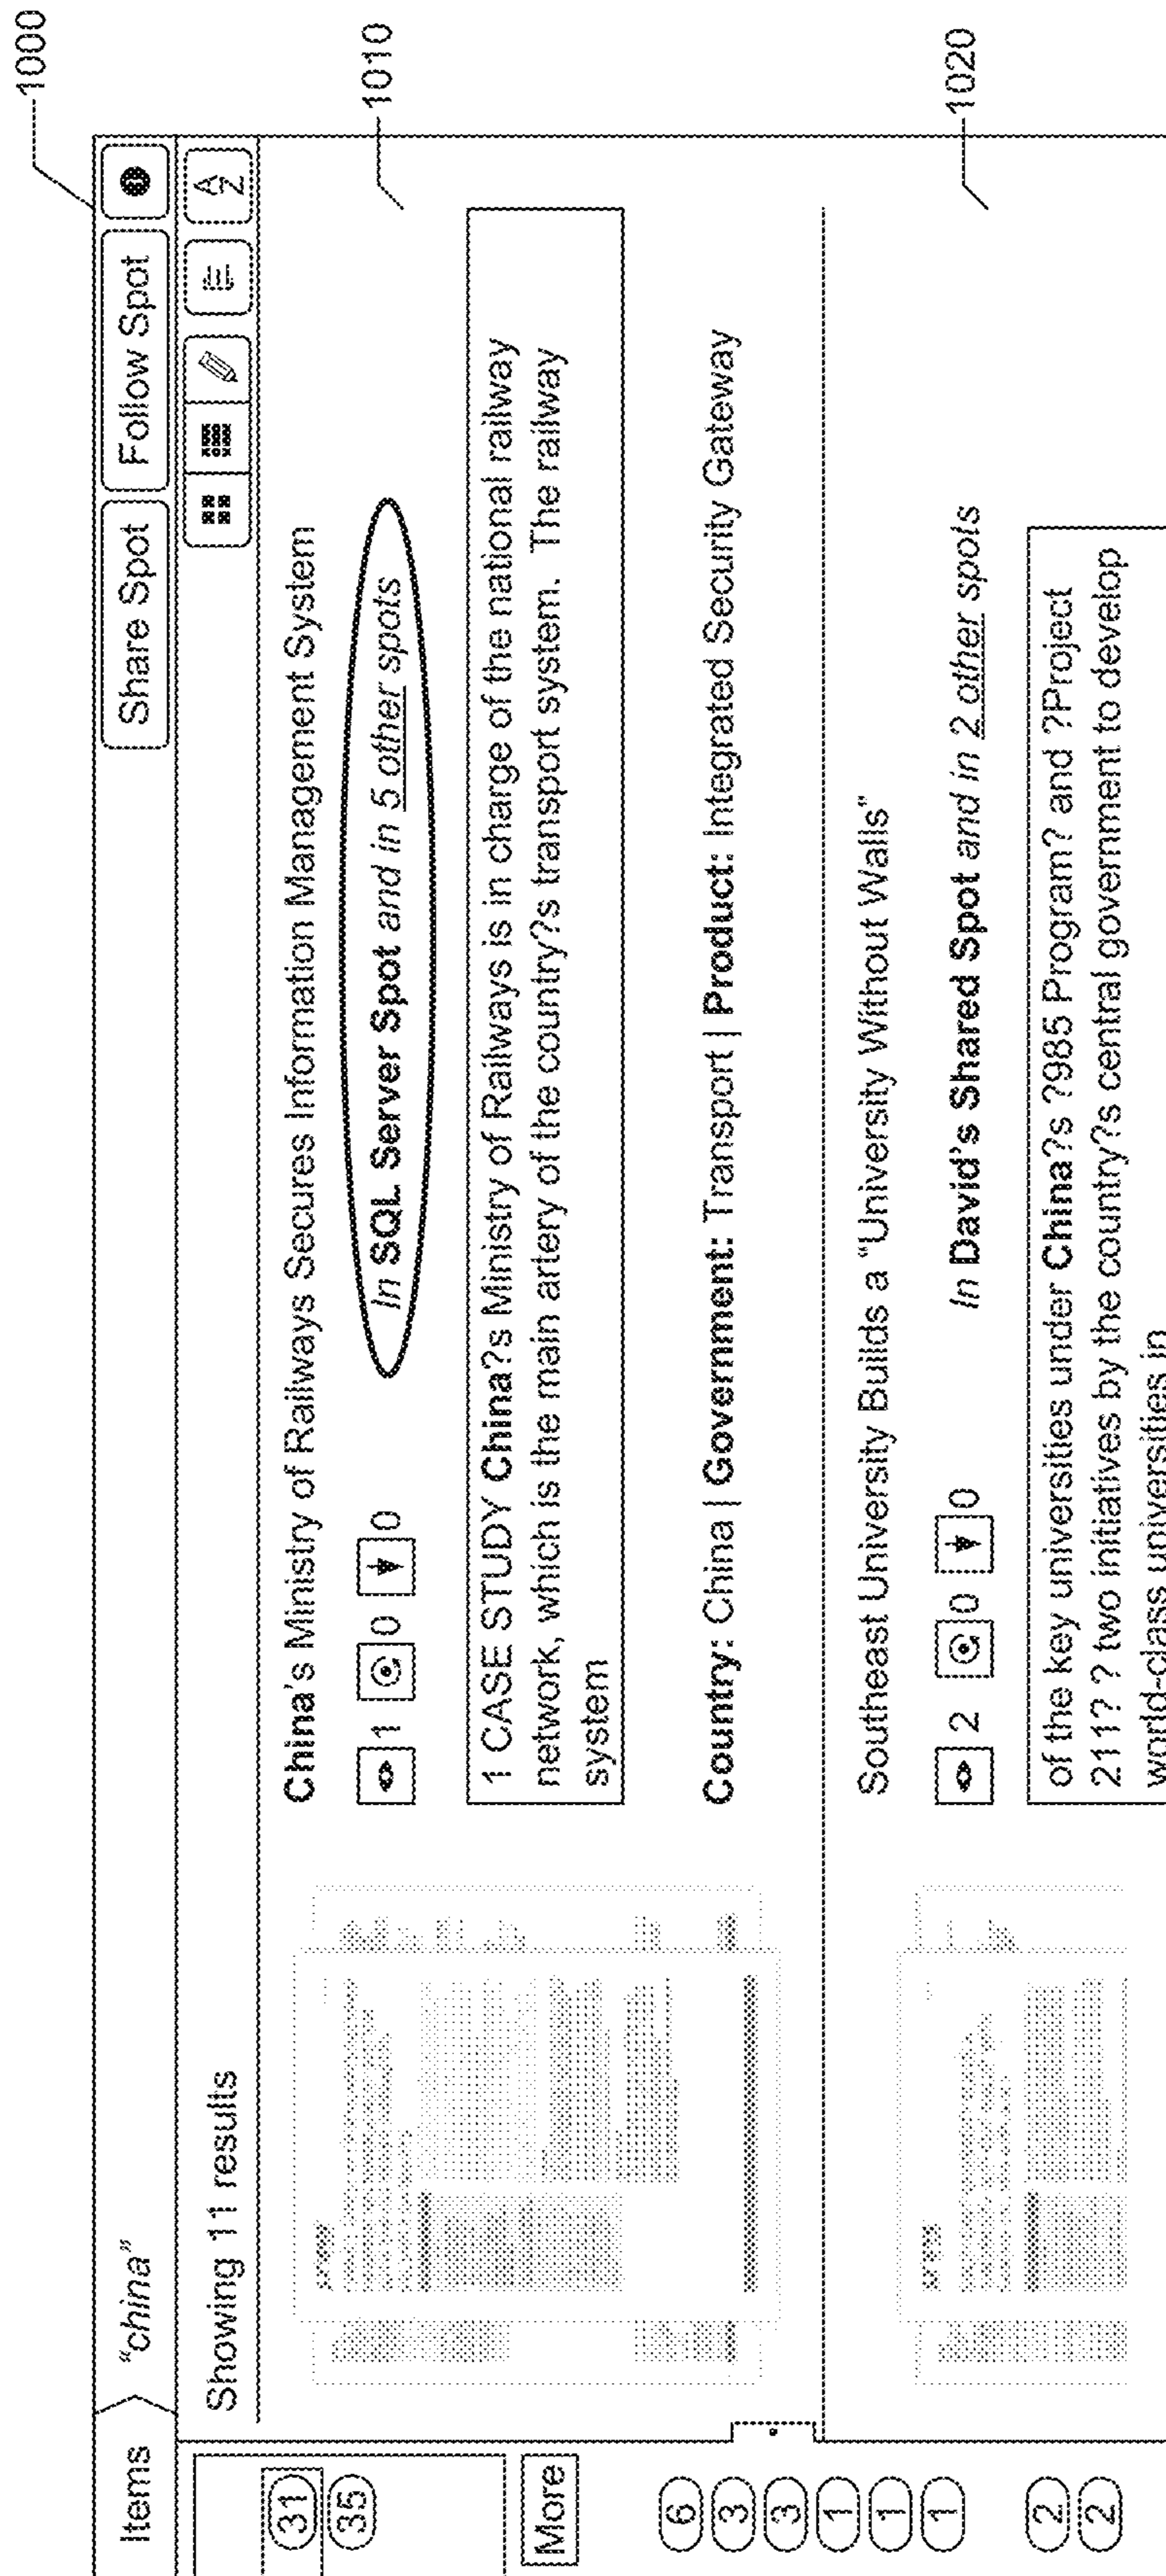 1000
Items "china"
Share Spot Follow Spot
Showing 11 results
A
Z
31
35
More
6
3
3
1
1
1
2
2
China's Ministry of Railways Secures Information Management System
1010
1 0 0 In SQL Server Spot and in 5 other spots
1 CASE STUDY China?s Ministry of Railways is in charge of the national railway
network, which is the main artery of the country?s transport system. The railway
system
Country: China | Government: Transport | Product: Integrated Security Gateway
Southeast University Builds a "University Without Walls"
1020
2 0 0 In David's Shared Spot and in 2 other spots
of the key universities under China?s ?985 Program? and ?Project
211? ? two initiatives by the country?s central government to develop
world-class universities in